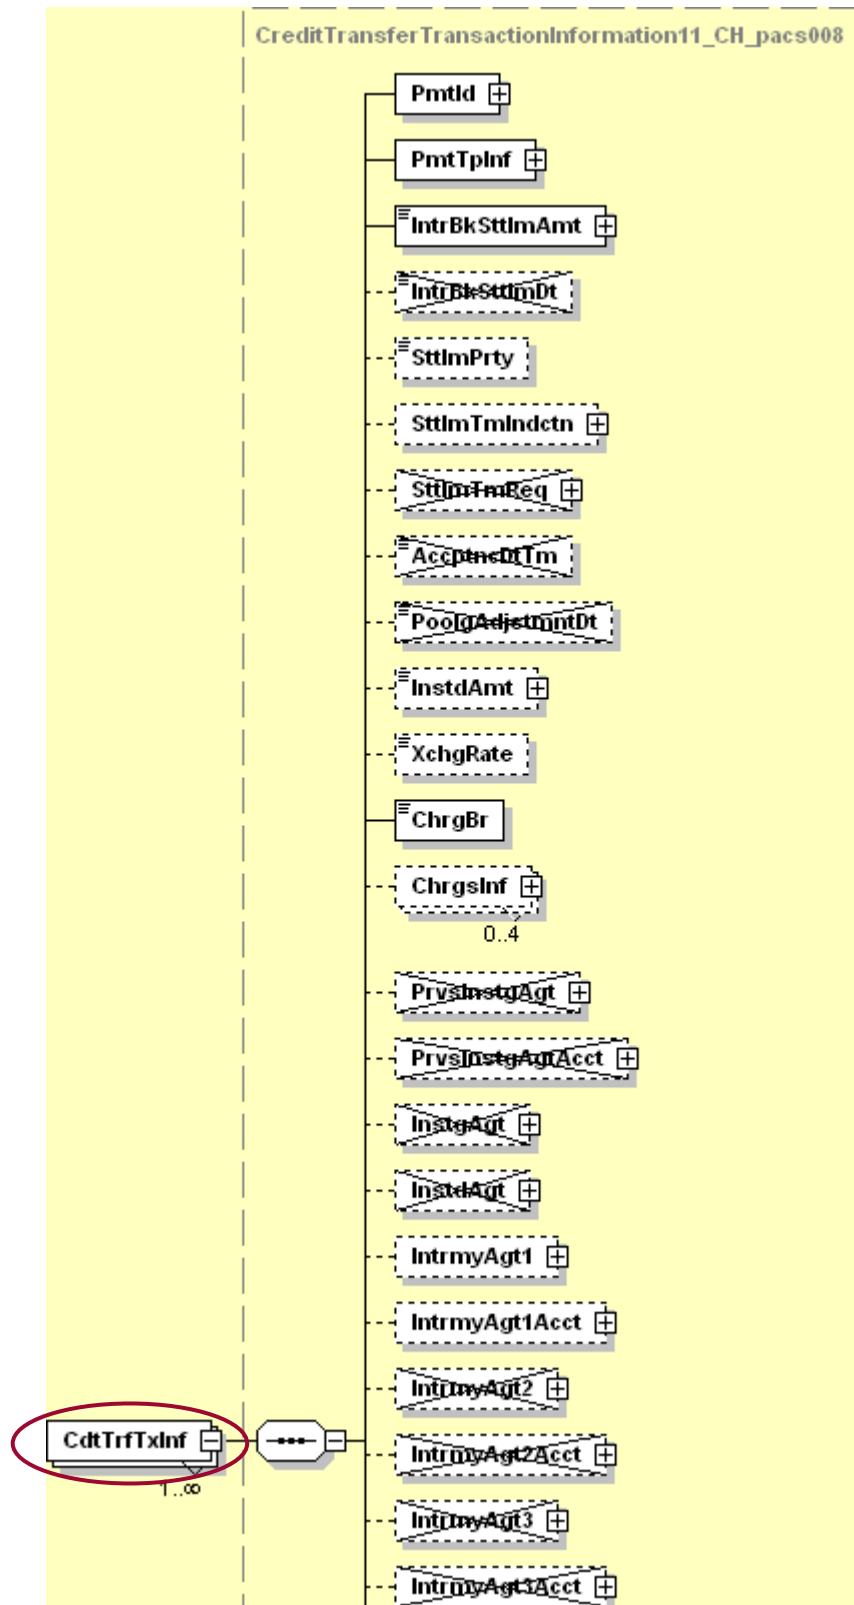 CreditTransferTransactionInformation11_CH_pacs008
PmtId
PmtTpInf
IntrBkSttlmAmt
IntrBkSttlmDt
SttlmPrty
SttlmTmIndctn
SttlmTmReq
AccptncDtTm
PoolgAdjstmntDt
InstdAmt
XchgRate
ChrgBr
ChrgsInf
0..4
PrvsInstgAgt
PrvsInstgAgtAcct
InstgAgt
InstdAgt
IntrmyAgt1
IntrmyAgt1Acct
IntrmyAgt2
CdtTrfTxInf
1..∞
IntrmyAgt2Acct
IntrmyAgt3
IntrmyAgt3Acct